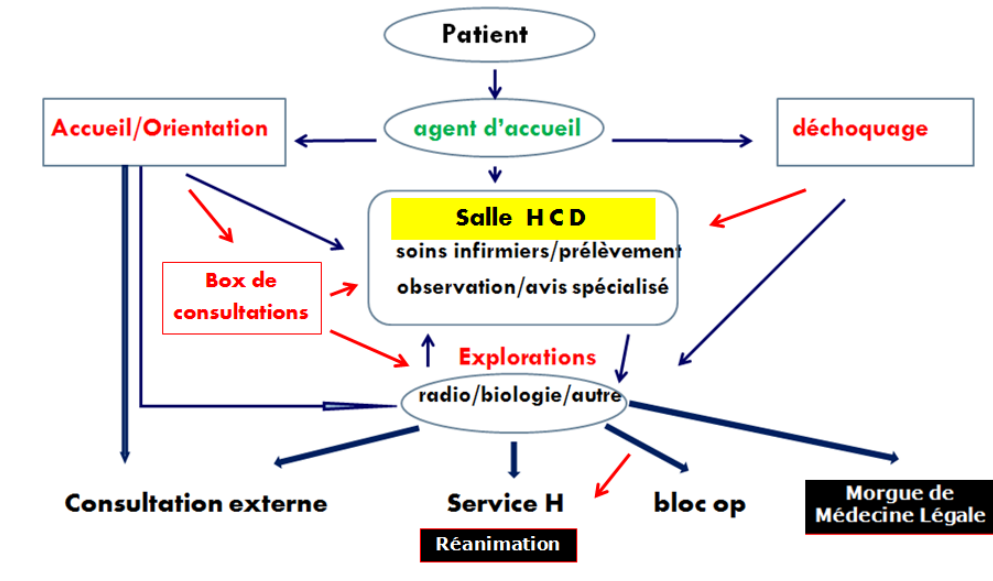 Patient
Accueil/Orientation
agent d'accueil
déchoquage
Salle H C D
soins infirmiers/prélèvement
observation/avis spécialisé
Box de
consultations
Explorations
radio/biologie/autre
Consultation externe
Service H
bloc op
Morgue de
Médecine Légale
Réanimation